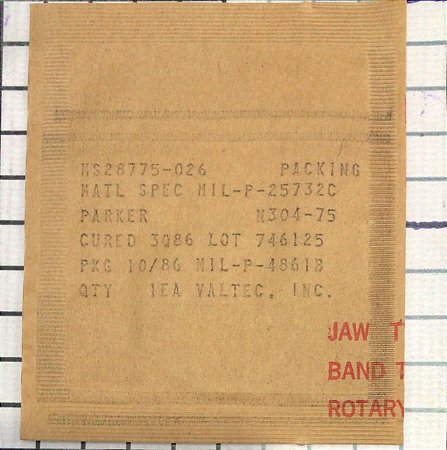 MS28775-026 PACKING
MATL SPEC MIL-P-25732C
PARKER N304-75
CURED 3Q86 LOT 746125
PKG 10/86 MIL-P-4861B
QTY 1EA VALTEC, INC.
JAW T
BAND T
ROTARY